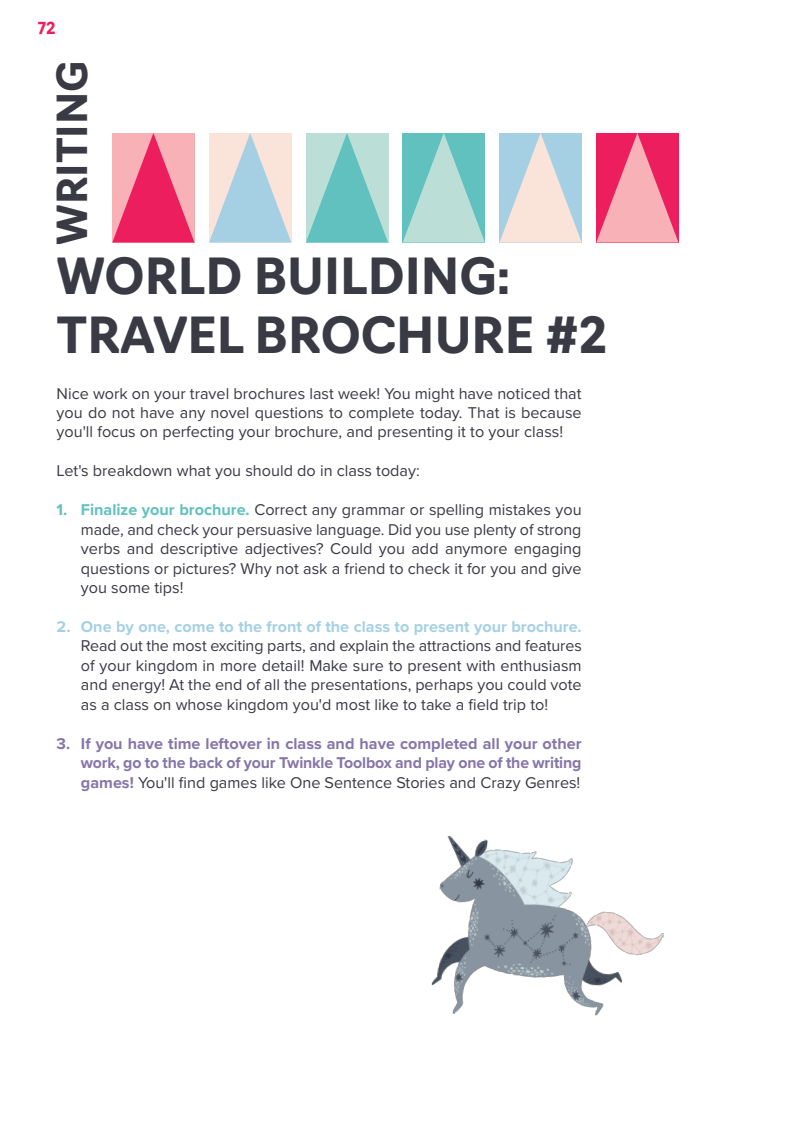 72
WRITING
WORLD BUILDING:
TRAVEL BROCHURE #2
Nice work on your travel brochures last week! You might have noticed that
you do not have any novel questions to complete today. That is because
you'll focus on perfecting your brochure, and presenting it to your class!
Let's breakdown what you should do in class today:
1. Finalize your brochure. Correct any grammar or spelling mistakes you
made, and check your persuasive language. Did you use plenty of strong
verbs and descriptive adjectives? Could you add anymore engaging
questions or pictures? Why not ask a friend to check it for you and give
you some tips!
2. One by one, come to the front of the class to present your brochure.
Read out the most exciting parts, and explain the attractions and features
of your kingdom in more detail! Make sure to present with enthusiasm
and energy! At the end of all the presentations, perhaps you could vote
as a class on whose kingdom you'd most like to take a field trip to!
3. If you have time leftover in class and have completed all your other
work, go to the back of your Twinkle Toolbox and play one of the writing
games! You'll find games like One Sentence Stories and Crazy Genres!